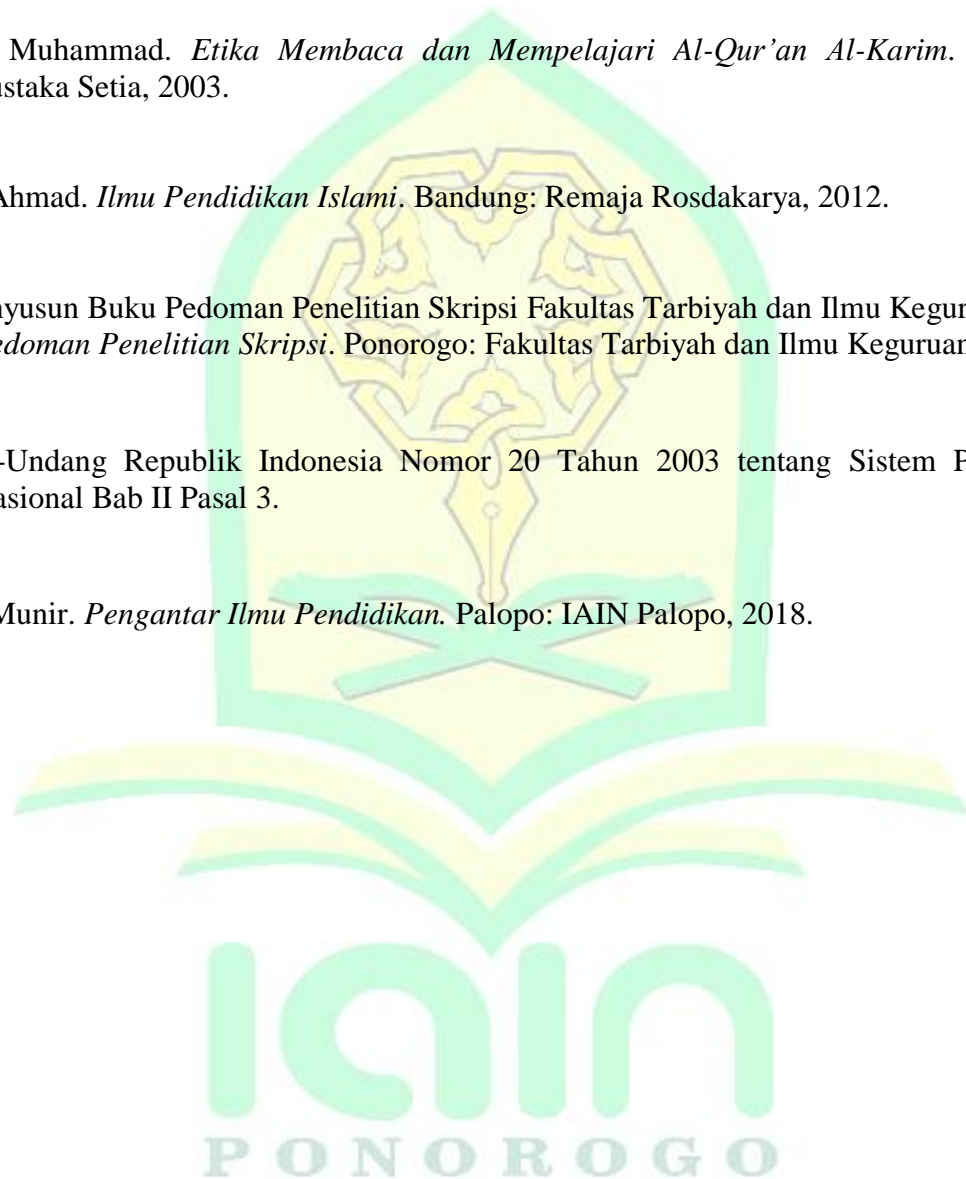 Muhammad. Etika Membaca dan Mempelajari Al-Qur’an Al-Karim.
ustaka Setia, 2003.
Ahmad. Ilmu Pendidikan Islami. Bandung: Remaja Rosdakarya, 2012.
nyusun Buku Pedoman Penelitian Skripsi Fakultas Tarbiyah dan Ilmu Kegur
edoman Penelitian Skripsi. Ponorogo: Fakultas Tarbiyah dan Ilmu Keguruan
-Undang Republik Indonesia Nomor 20 Tahun 2003 tentang Sistem P
asional Bab II Pasal 3.
Munir. Pengantar Ilmu Pendidikan. Palopo: IAIN Palopo, 2018.
iain
PONOROGO